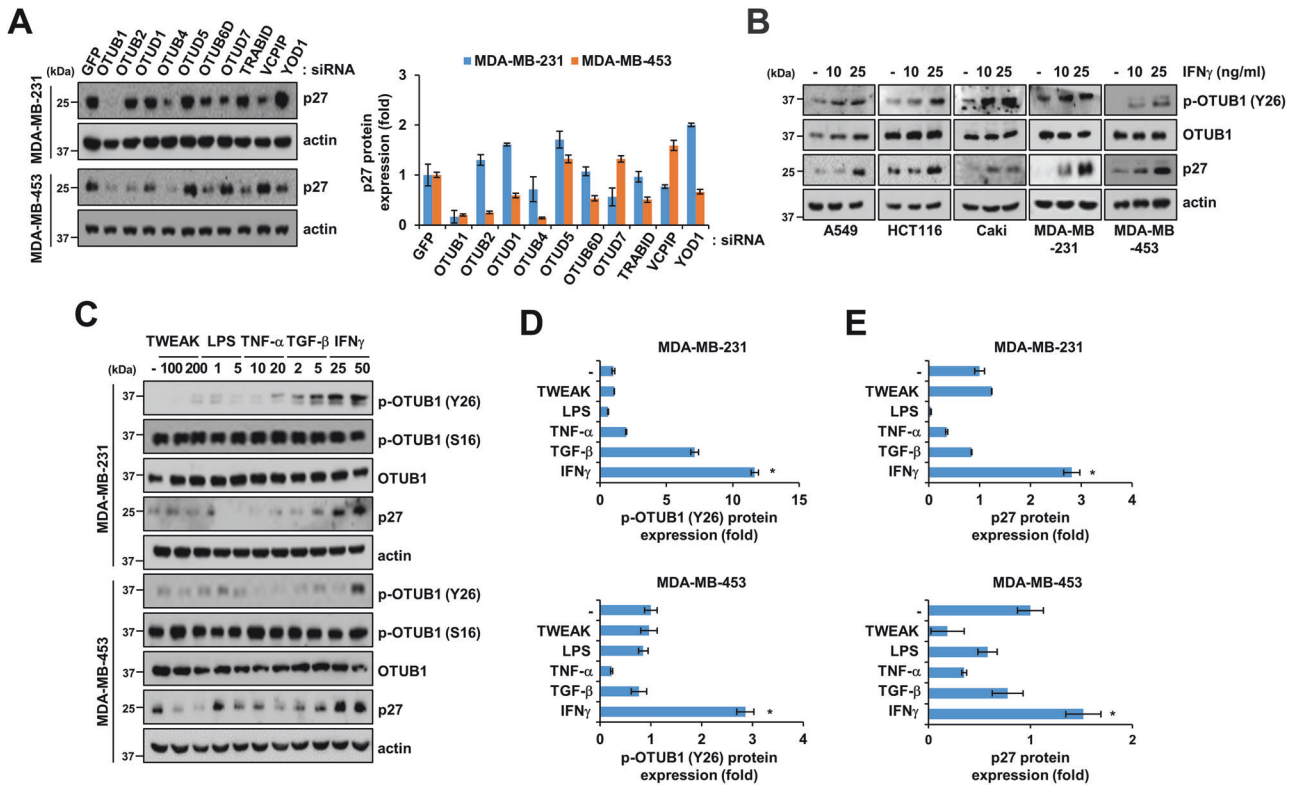 A
GFP
OTUB1
OTUB2
OTUD1
OTUB4
OTUD5
OTUB6D
OTUD7
TRABID
VCPIP
YOD1
: siRNA
(kDa)
MDA-MB-231
25
p27
37
actin
MDA-MB-453
25
p27
37
actin
MDA-MB-231 MDA-MB-453
p27 protein
expression (fold)
3
2
1
0
GFP
OTUB1
OTUB2
OTUD1
OTUB4
OTUD5
OTUB6D
OTUD7
TRABID
VCPIP
YOD1
: siRNA
B
(kDa)
- 10 25 - 10 25 - 10 25 - 10 25 - 10 25 IFNγ (ng/ml)
37 p-OTUB1 (Y26)
37 OTUB1
25 p27
37 actin
A549 HCT116 Caki MDA-MB
-231
MDA-MB
-453
C
TWEAK LPS TNF-α TGF-β IFNγ
(kDa) - 100 200 1 5 10 20 2 5 25 50
MDA-MB-231
37 p-OTUB1 (Y26)
37 p-OTUB1 (S16)
37 OTUB1
25 p27
37 actin
MDA-MB-453
37 p-OTUB1 (Y26)
37 p-OTUB1 (S16)
37 OTUB1
25 p27
37 actin
D
MDA-MB-231
-
TWEAK
LPS
TNF-α
TGF-β
IFNγ *
0 5 10 15
p-OTUB1 (Y26) protein
expression (fold)
MDA-MB-453
-
TWEAK
LPS
TNF-α
TGF-β
IFNγ *
0 1 2 3 4
p-OTUB1 (Y26) protein
expression (fold)
E
MDA-MB-231
-
TWEAK
LPS
TNF-α
TGF-β
IFNγ *
0 1 2 3 4
p27 protein
expression (fold)
MDA-MB-453
-
TWEAK
LPS
TNF-α
TGF-β
IFNγ *
0 1 2
p27 protein
expression (fold)